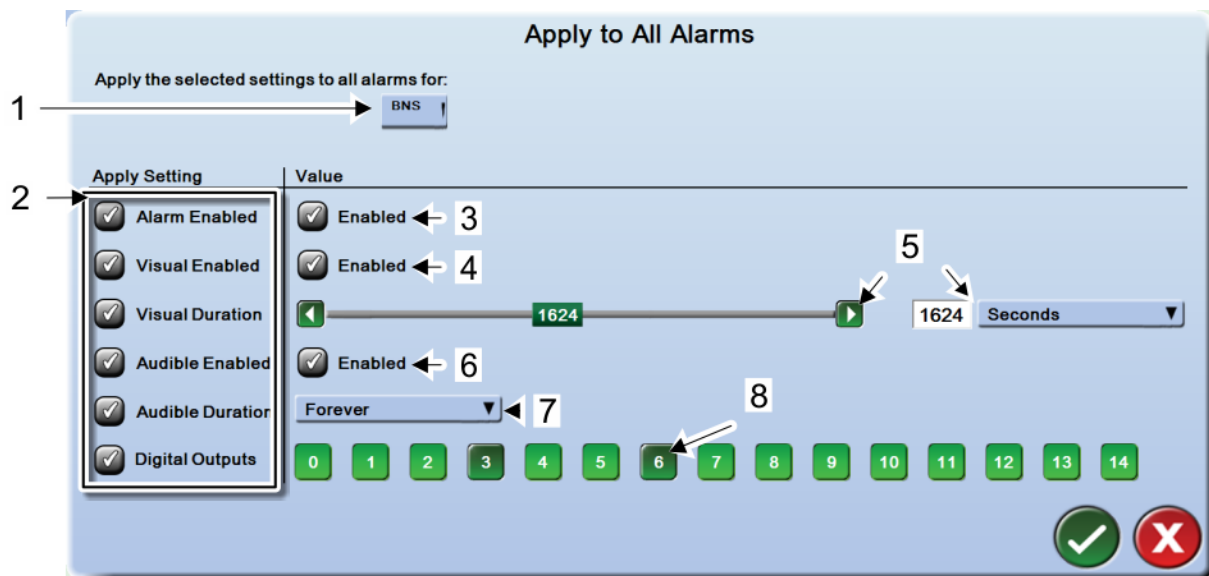 Apply to All Alarms
Apply the selected settings to all alarms for:
1
BNS
Apply Setting Value
2
Alarm Enabled Enabled 3
Visual Enabled Enabled 4
5
Visual Duration 1624 1624 Seconds
Audible Enabled Enabled 6
Audible Duration Forever 7
8
Digital Outputs 0 1 2 3 4 5 6 7 8 9 10 11 12 13 14